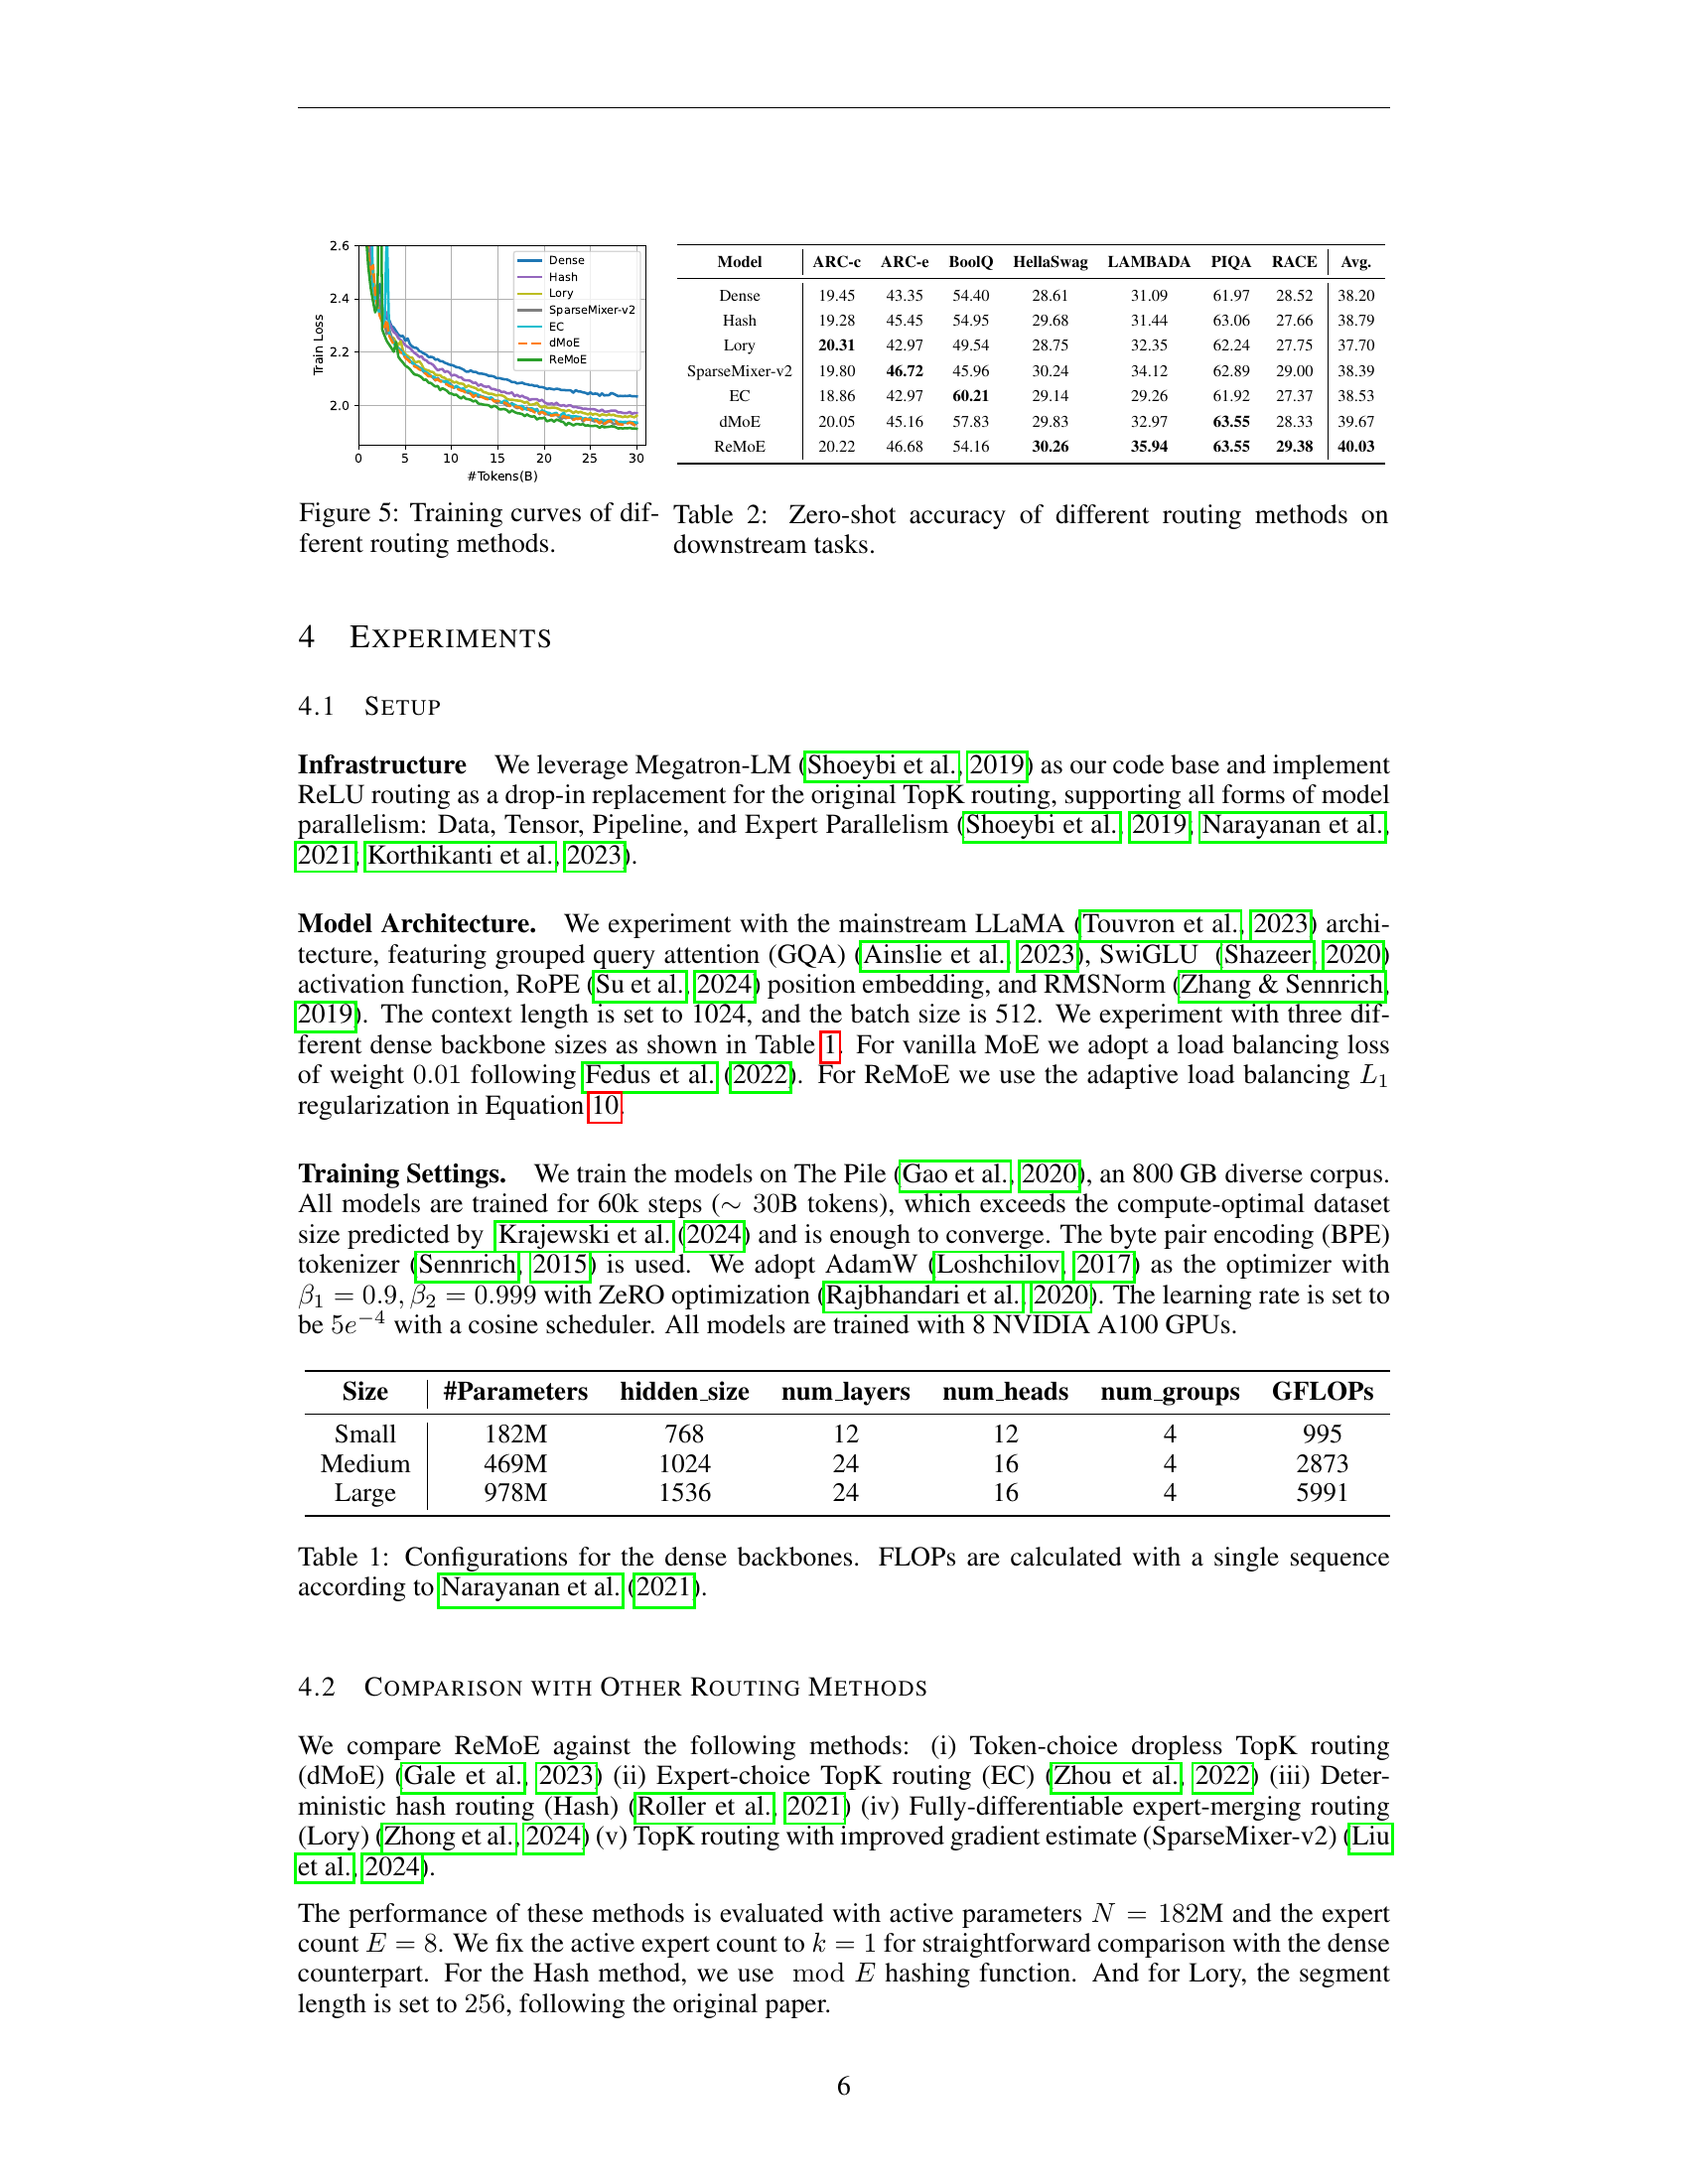 2.6
2.4
2.2
2.0
0 5 10 15 20 25 30
Train Loss
#Tokens(B)
Dense
Hash
Lory
SparseMixer-v2
EC
dMoE
ReMoE
Figure 5: Training curves of dif-
ferent routing methods.
Model ARC-c ARC-e BoolQ HellaSwag LAMBADA PIQA RACE Avg.
Dense 19.45 43.35 54.40 28.61 31.09 61.97 28.52 38.20
Hash 19.28 45.45 54.95 29.68 31.44 63.06 27.66 38.79
Lory 20.31 42.97 49.54 28.75 32.35 62.24 27.75 37.70
SparseMixer-v2 19.80 46.72 45.96 30.24 34.12 62.89 29.00 38.39
EC 18.86 42.97 60.21 29.14 29.26 61.92 27.37 38.53
dMoE 20.05 45.16 57.83 29.83 32.97 63.55 28.33 39.67
ReMoE 20.22 46.68 54.16 30.26 35.94 63.55 29.38 40.03
Table 2: Zero-shot accuracy of different routing methods on
downstream tasks.
4 EXPERIMENTS
4.1 SETUP
Infrastructure We leverage Megatron-LM (Shoeybi et al., 2019) as our code base and implement
ReLU routing as a drop-in replacement for the original TopK routing, supporting all forms of model
parallelism: Data, Tensor, Pipeline, and Expert Parallelism (Shoeybi et al., 2019; Narayanan et al.,
2021; Korthikanti et al., 2023).
Model Architecture. We experiment with the mainstream LLaMA (Touvron et al., 2023) archi-
tecture, featuring grouped query attention (GQA) (Ainslie et al., 2023), SwiGLU (Shazeer, 2020)
activation function, RoPE (Su et al., 2024) position embedding, and RMSNorm (Zhang & Sennrich,
2019). The context length is set to 1024, and the batch size is 512. We experiment with three dif-
ferent dense backbone sizes as shown in Table 1. For vanilla MoE we adopt a load balancing loss
of weight 0.01 following Fedus et al. (2022). For ReMoE we use the adaptive load balancing L₁
regularization in Equation 10.
Training Settings. We train the models on The Pile (Gao et al., 2020), an 800 GB diverse corpus.
All models are trained for 60k steps (∼ 30B tokens), which exceeds the compute-optimal dataset
size predicted by Krajewski et al. (2024) and is enough to converge. The byte pair encoding (BPE)
tokenizer (Sennrich, 2015) is used. We adopt AdamW (Loshchilov, 2017) as the optimizer with
β₁ = 0.9, β₂ = 0.999 with ZeRO optimization (Rajbhandari et al., 2020). The learning rate is set to
be 5e⁻⁴ with a cosine scheduler. All models are trained with 8 NVIDIA A100 GPUs.
Size #Parameters hidden_size num_layers num_heads num_groups GFLOPs
Small 182M 768 12 12 4 995
Medium 469M 1024 24 16 4 2873
Large 978M 1536 24 16 4 5991
Table 1: Configurations for the dense backbones. FLOPs are calculated with a single sequence
according to Narayanan et al. (2021).
4.2 COMPARISON WITH OTHER ROUTING METHODS
We compare ReMoE against the following methods: (i) Token-choice dropless TopK routing
(dMoE) (Gale et al., 2023) (ii) Expert-choice TopK routing (EC) (Zhou et al., 2022) (iii) Deter-
ministic hash routing (Hash) (Roller et al., 2021) (iv) Fully-differentiable expert-merging routing
(Lory) (Zhong et al., 2024) (v) TopK routing with improved gradient estimate (SparseMixer-v2) (Liu
et al., 2024).
The performance of these methods is evaluated with active parameters N = 182M and the expert
count E = 8. We fix the active expert count to k = 1 for straightforward comparison with the dense
counterpart. For the Hash method, we use mod E hashing function. And for Lory, the segment
length is set to 256, following the original paper.
6